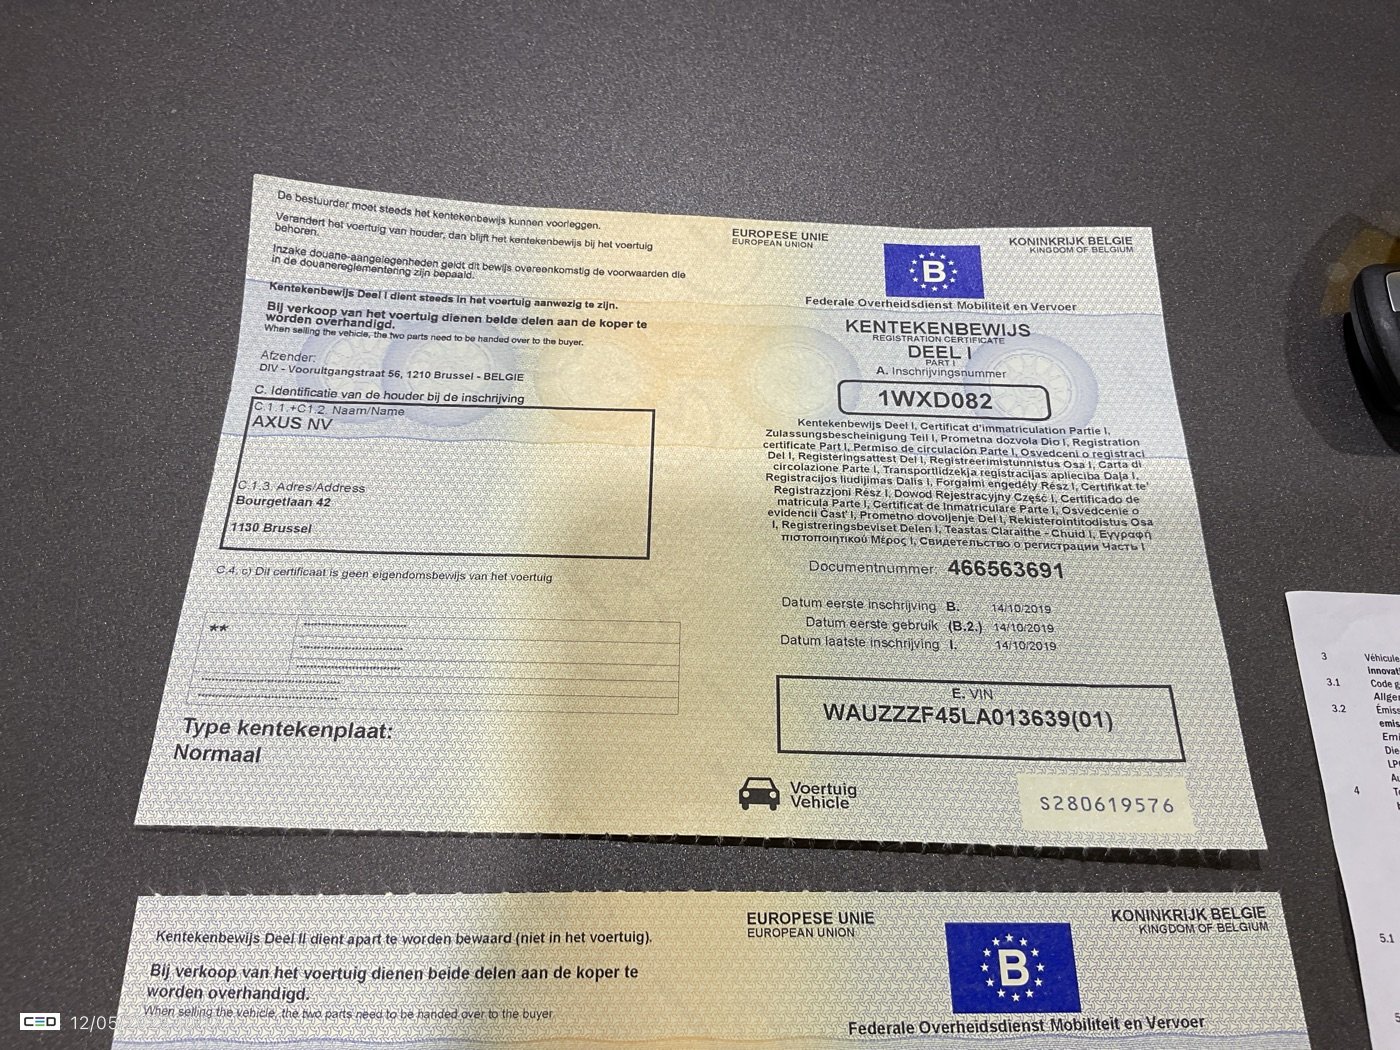 De bestuurder moet steeds het kentekenbewijs kunnen voorleggen.
Verandert het voertuig van houder, dan blijft het kentekenbewijs bij het voertuig
behoren.
Inzake douane-aangelegenheden geldt dit bewijs overeenkomstig de voorwaarden die
in de douanereglementering zijn bepaald.
Kentekenbewijs Deel I dient steeds in het voertuig aanwezig te zijn.
Bij verkoop van het voertuig dienen beide delen aan de koper te
worden overhandigd.
When selling the vehicle, the two parts need to be handed over to the buyer.
Afzender:
DIV - Vooruitgangstraat 56, 1210 Brussel - BELGIE
C. Identificatie van de houder bij de inschrijving
C.1.1.+C1.2. Naam/Name
AXUS NV
C.1.3. Adres/Address
Bourgetlaan 42
1130 Brussel
C.4. c) Dit certificaat is geen eigendomsbewijs van het voertuig
**
Type kentekenplaat:
Normaal
EUROPESE UNIE
EUROPEAN UNION
B
KONINKRIJK BELGIE
KINGDOM OF BELGIUM
Federale Overheidsdienst Mobiliteit en Vervoer
KENTEKENBEWIJS
REGISTRATION CERTIFICATE
DEEL I
PART I
A. Inschrijvingsnummer
1WXD082
Kentekenbewijs Deel I, Certificat d'immatriculation Partie I,
Zulassungsbescheinigung Teil I, Prometna dozvola Dio I, Registration
certificate Part I, Permiso de circulación Parte I, Osvedceni o registraci
Del I, Registeringsattest Del I, Registreerimistunnistus Osa I, Carta di
circolazione Parte I, Transportlidzekja registracijas aplieciba Daļa I,
Registracijos liudijimas Dalis I, Forgalmi engedély Rész I, Certifikat te'
Registrazzjoni Rész I, Dowod Rejestracyjny Część I, Certificado de
matricula Parte I, Certificat de Inmatriculare Partea I, Osvedcenie o
evidencii Čast' I, Prometno dovoljenje Del I, Rekisterointitodistus Osa
I, Registreringsbeviset Delen I, Teastas Claraithe - Chuid I, Εγγραφή
πιστοποιητικού Μέρος I, Свидетельство о регистрации Часть I
Documentnummer: 466563691
Datum eerste inschrijving B. 14/10/2019
Datum eerste gebruik (B.2.) 14/10/2019
Datum laatste inschrijving I. 14/10/2019
E. VIN
WAUZZZF45LA013639(01)
Voertuig
Vehicle
S280619576
Kentekenbewijs Deel II dient apart te worden bewaard (niet in het voertuig).
Bij verkoop van het voertuig dienen beide delen aan de koper te
worden overhandigd.
When selling the vehicle, the two parts need to be handed over to the buyer
EUROPESE UNIE
EUROPEAN UNION
B
KONINKRIJK BELGIE
KINGDOM OF BELGIUM
Federale Overheidsdienst Mobiliteit en Vervoer
3 Véhicule
3.1 Code g
3.2
4
5.1
CED 12/05